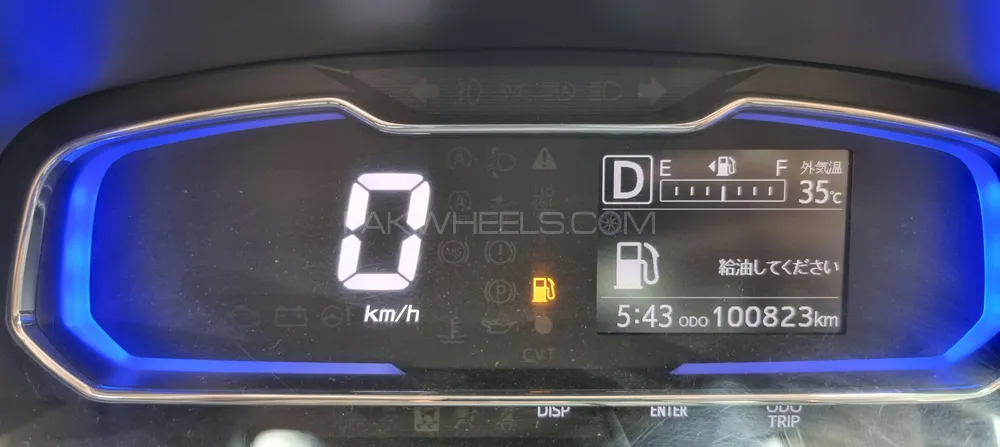 D E F 外気温
35℃
PAKWHEELS.COM
0
km/h
給油してください
5:43 ODO 100823km
CVT
DISP ENTER ODO
TRIP